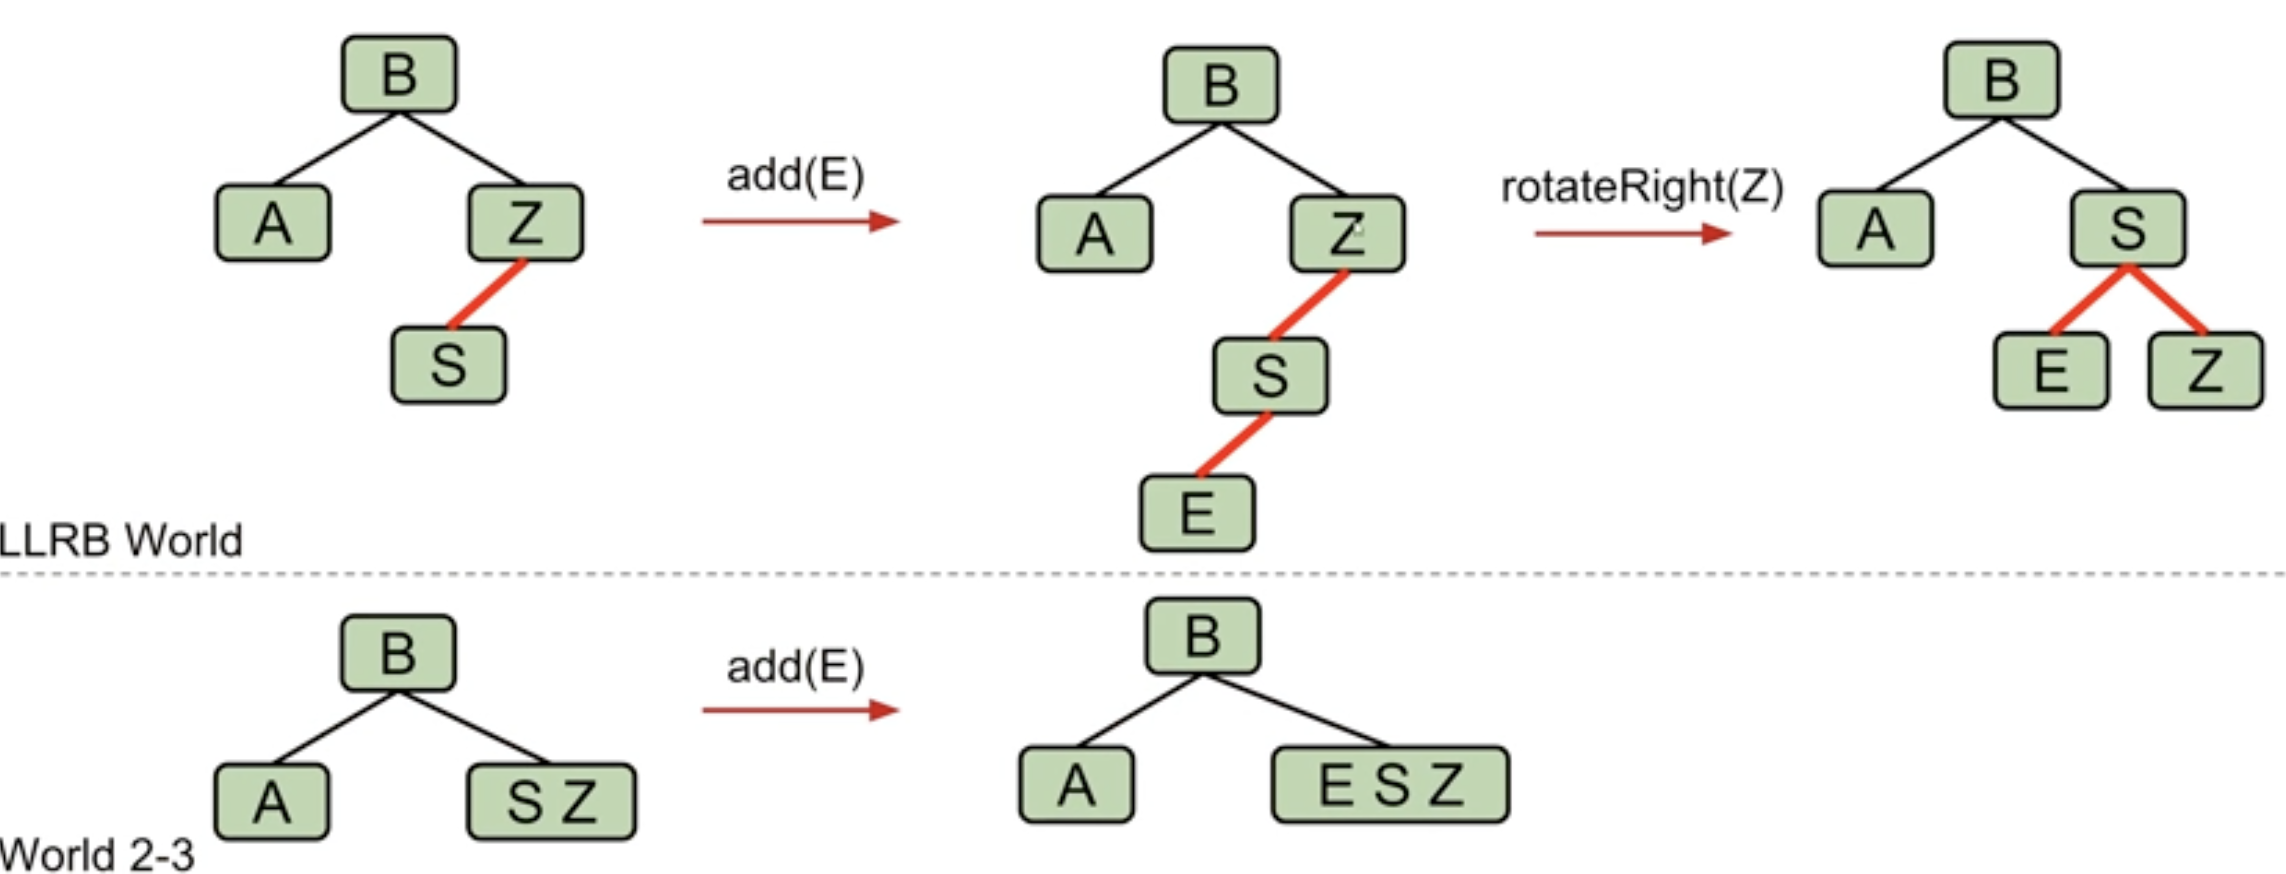 B
B
B
add(E)
rotateRight(Z)
A
Z
A
Z
A
S
S
S
E
Z
E
LLRB World
B
B
add(E)
A
S Z
A
E S Z
World 2-3